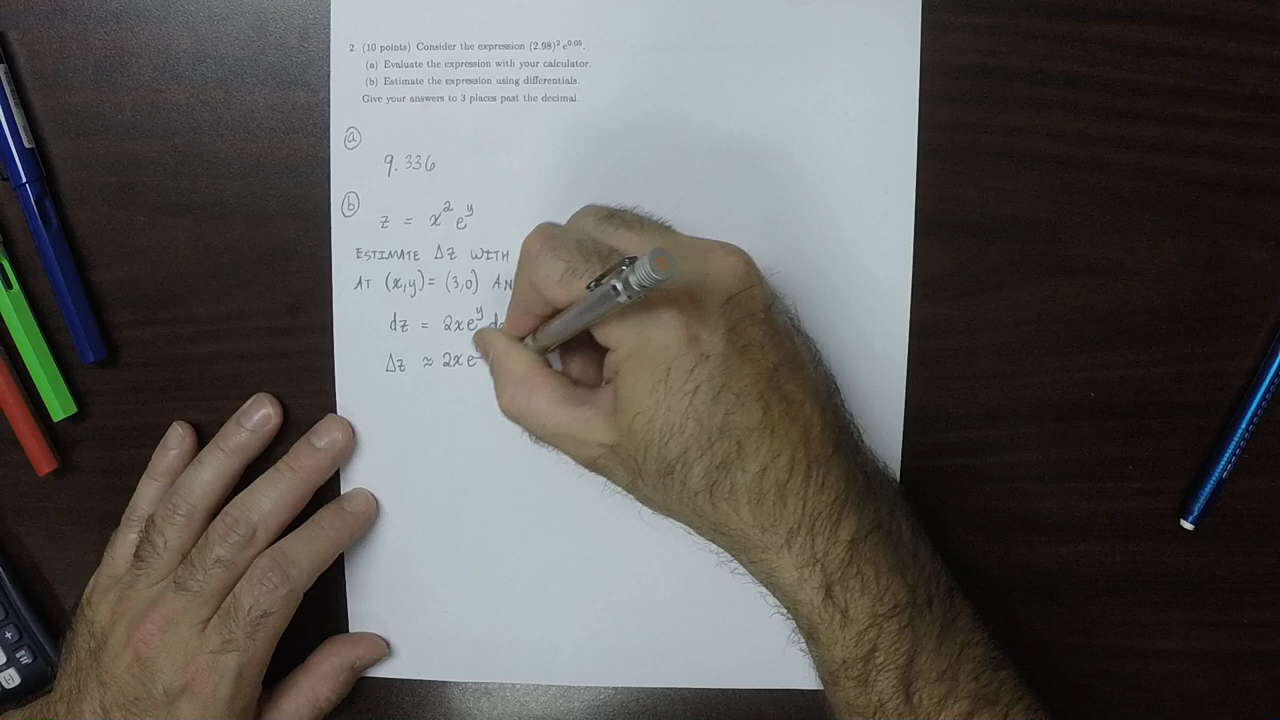 2. (10 points) Consider the expression (2.98)² e^0.05.
(a) Evaluate the expression with your calculator.
(b) Estimate the expression using differentials.
Give your answers to 3 places past the decimal.
ⓐ
9.336
ⓑ
z = x² e^y
ESTIMATE Δz WITH
AT (x,y) = (3,0)
dz = 2xe^y
Δz ≈ 2xe